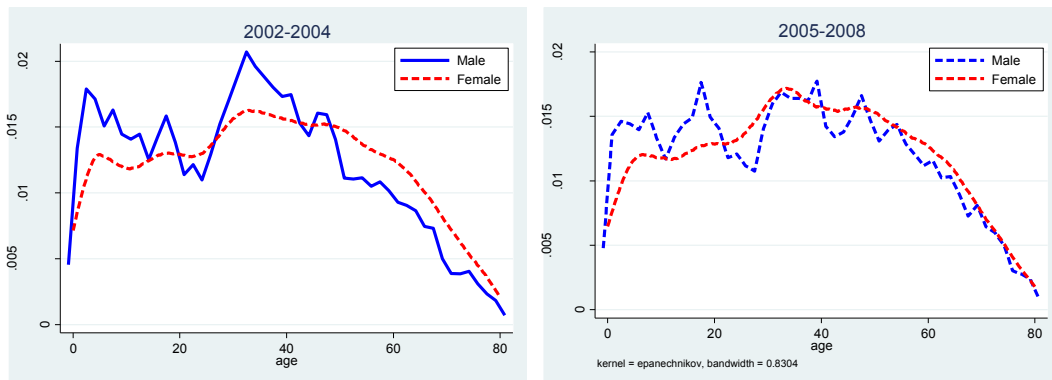 2002-2004
Male
Female
.02
.015
.01
.005
0
0 20 40 60 80
age
2005-2008
Male
Female
.02
.015
.01
.005
0
0 20 40 60 80
age
kernel = epanechnikov, bandwidth = 0.8304